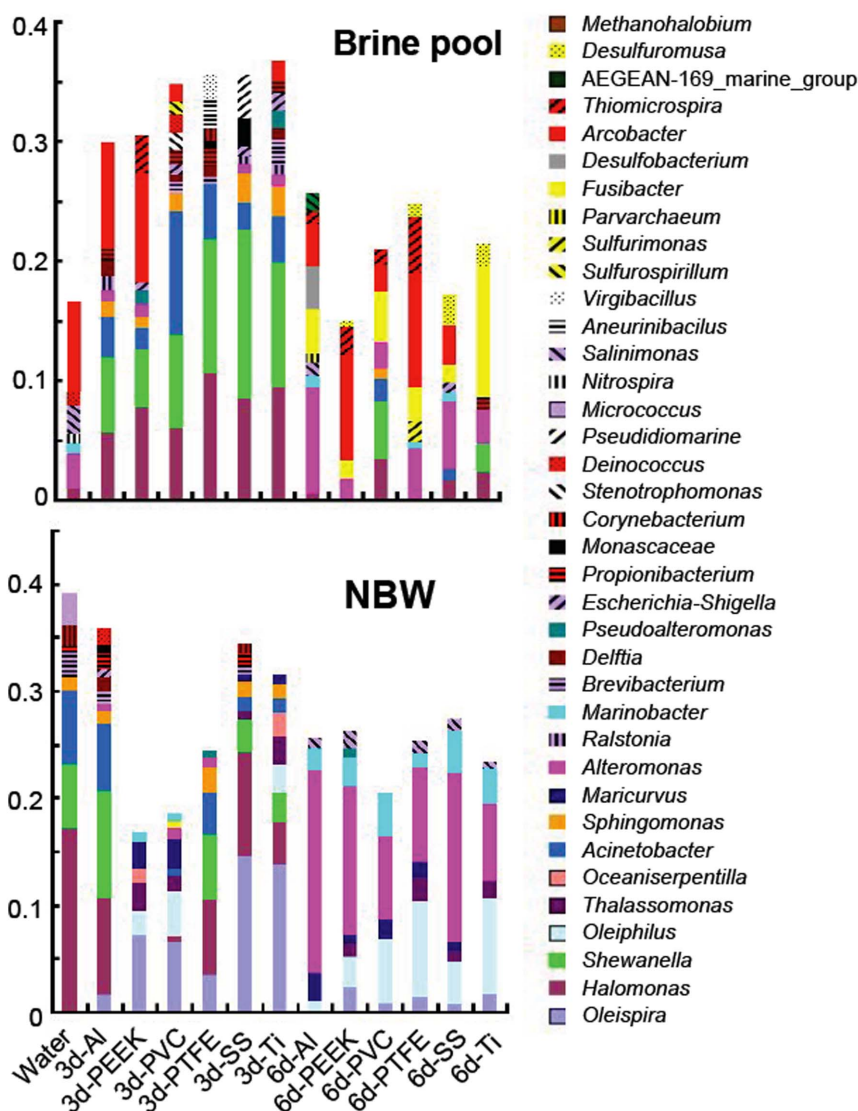 0.4
Brine pool
0.3
0.2
0.1
0
0.4
NBW
0.3
0.2
0.1
0
Water
3d-Al
3d-PEEK
3d-PVC
3d-PTFE
3d-SS
3d-Ti
6d-Al
6d-PEEK
6d-PVC
6d-PTFE
6d-SS
6d-Ti
Methanohalobium
Desulfuromusa
AEGEAN-169_marine_group
Thiomicrospira
Arcobacter
Desulfobacterium
Fusibacter
Parvarchaeum
Sulfurimonas
Sulfurospirillum
Virgibacillus
Aneurinibacilus
Salinimonas
Nitrospira
Micrococcus
Pseudidiomarine
Deinococcus
Stenotrophomonas
Corynebacterium
Monascaceae
Propionibacterium
Escherichia-Shigella
Pseudoalteromonas
Delftia
Brevibacterium
Marinobacter
Ralstonia
Alteromonas
Maricurvus
Sphingomonas
Acinetobacter
Oceaniserpentilla
Thalassomonas
Oleiphilus
Shewanella
Halomonas
Oleispira